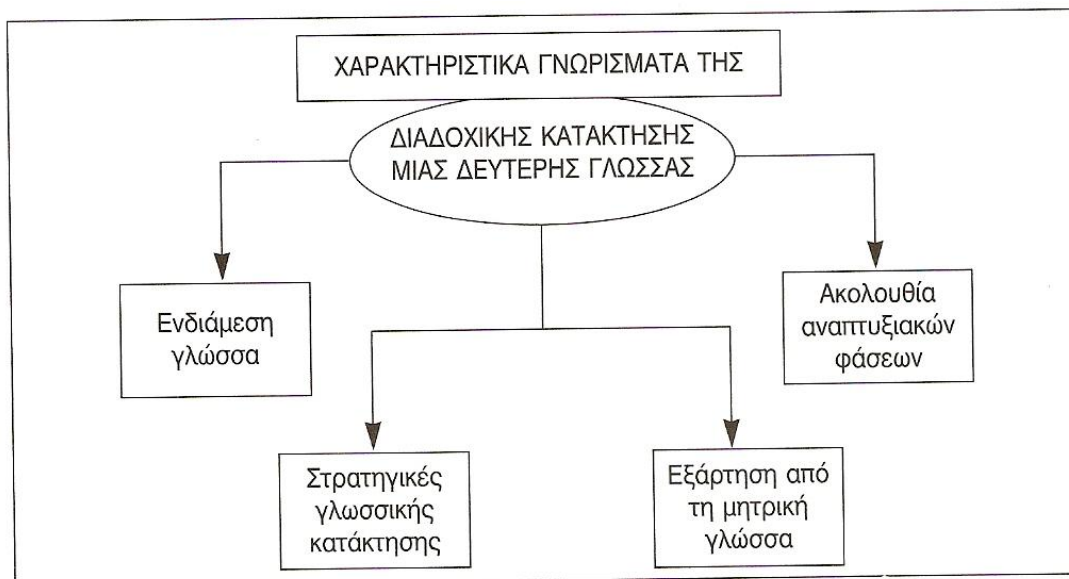 ΧΑΡΑΚΤΗΡΙΣΤΙΚΑ ΓΝΩΡΙΣΜΑΤΑ ΤΗΣ
ΔΙΑΔΟΧΙΚΗΣ ΚΑΤΑΚΤΗΣΗΣ
ΜΙΑΣ ΔΕΥΤΕΡΗΣ ΓΛΩΣΣΑΣ
Ενδιάμεση
γλώσσα
Στρατηγικές
γλωσσικής
κατάκτησης
Εξάρτηση από
τη μητρική
γλώσσα
Ακολουθία
αναπτυξιακών
φάσεων